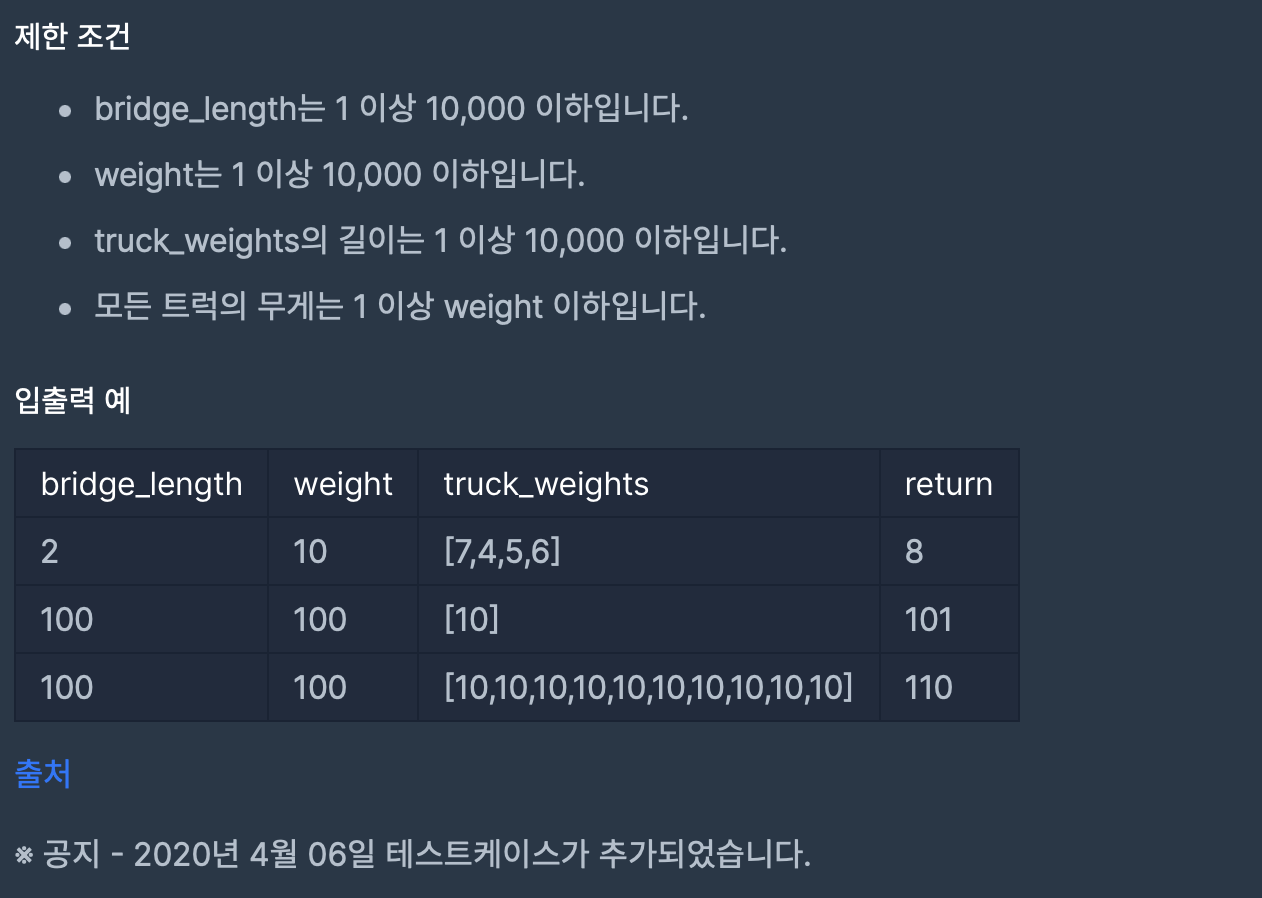 제한 조건
• bridge_length는 1 이상 10,000 이하입니다.
• weight는 1 이상 10,000 이하입니다.
• truck_weights의 길이는 1 이상 10,000 이하입니다.
• 모든 트럭의 무게는 1 이상 weight 이하입니다.
입출력 예
bridge_length weight truck_weights return
2 10 [7,4,5,6] 8
100 100 [10] 101
100 100 [10,10,10,10,10,10,10,10,10,10] 110
출처
※ 공지 - 2020년 4월 06일 테스트케이스가 추가되었습니다.